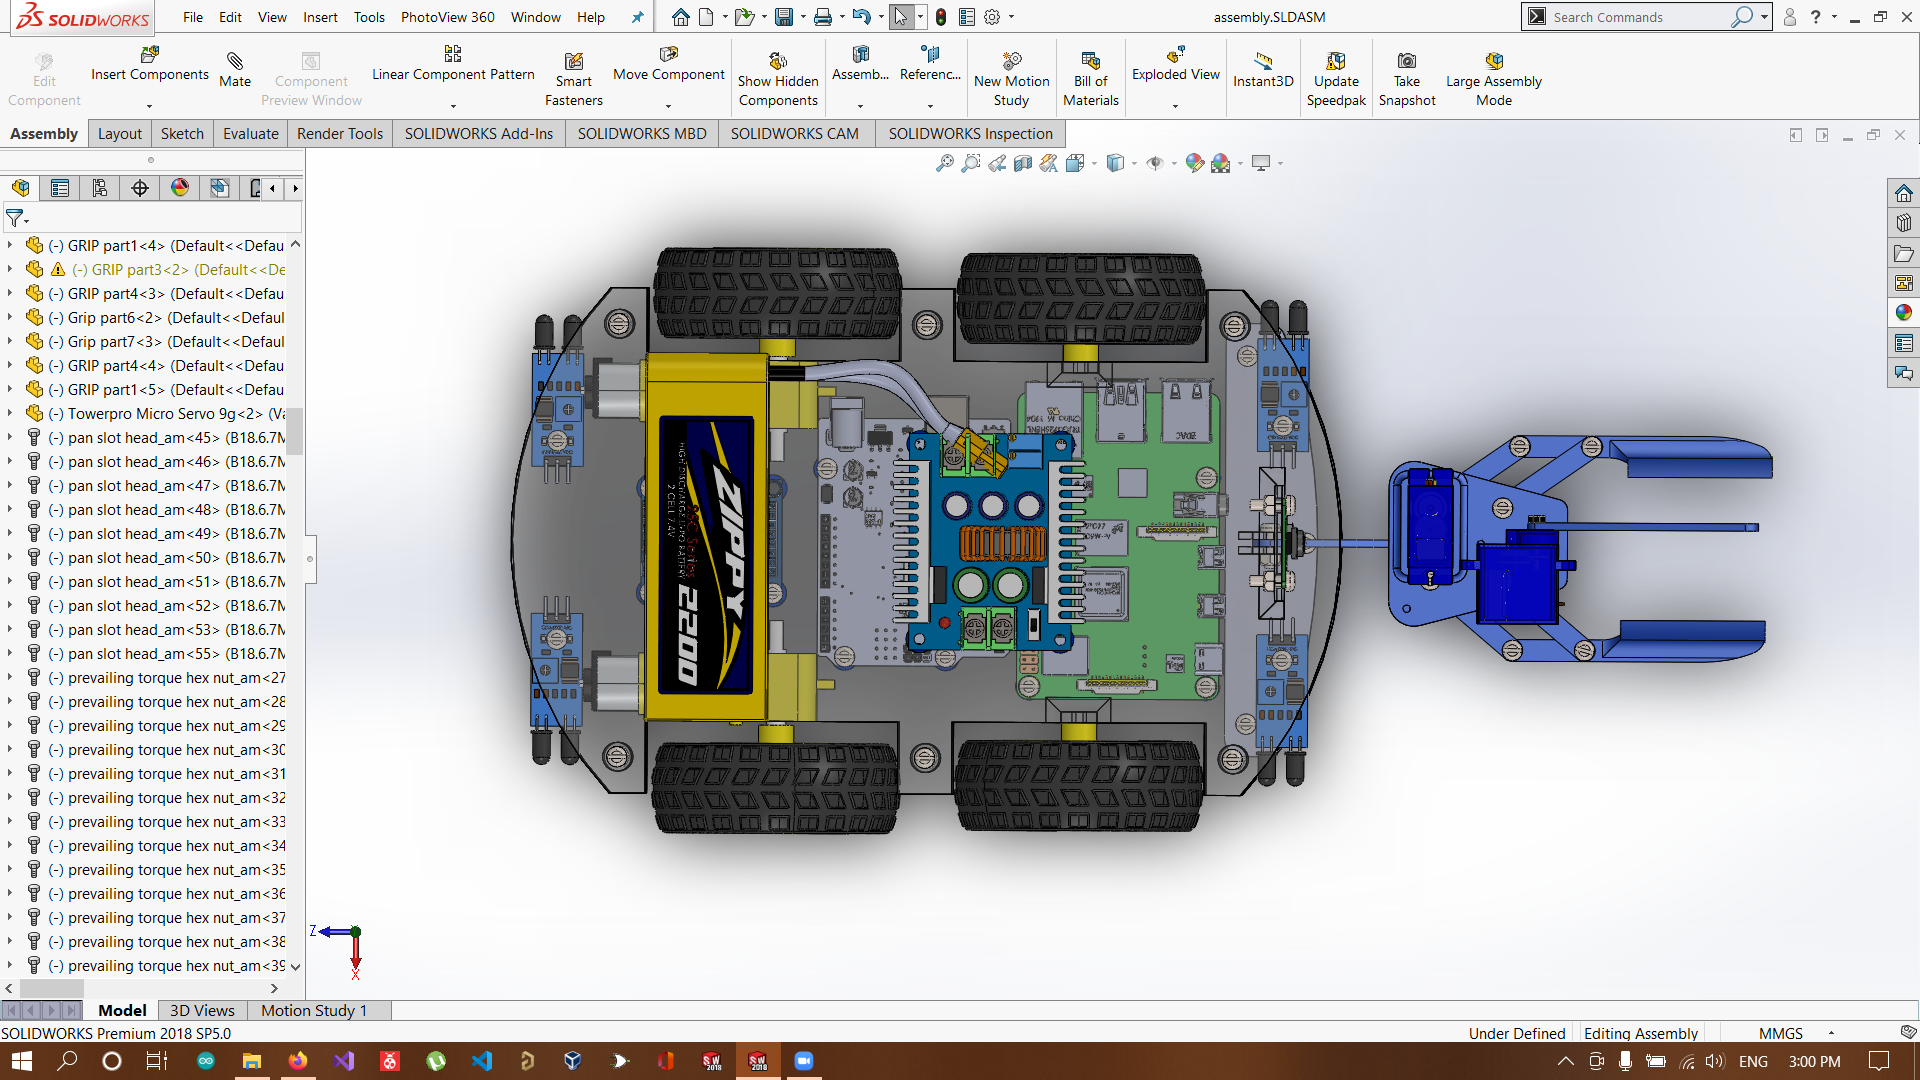 SOLIDWORKS
File Edit View Insert Tools PhotoView 360 Window Help
assembly.SLDASM
Search Commands
Edit Component
Insert Components
Mate
Component Preview Window
Linear Component Pattern
Smart Fasteners
Move Component
Show Hidden Components
Assemb...
Referenc...
New Motion Study
Bill of Materials
Exploded View
Instant3D
Update Speedpak
Take Snapshot
Large Assembly Mode
Assembly Layout Sketch Evaluate Render Tools SOLIDWORKS Add-Ins SOLIDWORKS MBD SOLIDWORKS CAM SOLIDWORKS Inspection
(-) GRIP part1<4> (Default<<Defau
(-) GRIP part3<2> (Default<<De
(-) GRIP part4<3> (Default<<Defau
(-) Grip part6<2> (Default<<Defaul
(-) Grip part7<3> (Default<<Defaul
(-) GRIP part4<4> (Default<<Defau
(-) GRIP part1<5> (Default<<Defau
(-) Towerpro Micro Servo 9g<2> (Va
(-) pan slot head_am<45> (B18.6.7M
(-) pan slot head_am<46> (B18.6.7M
(-) pan slot head_am<47> (B18.6.7M
(-) pan slot head_am<48> (B18.6.7M
(-) pan slot head_am<49> (B18.6.7M
(-) pan slot head_am<50> (B18.6.7M
(-) pan slot head_am<51> (B18.6.7M
(-) pan slot head_am<52> (B18.6.7M
(-) pan slot head_am<53> (B18.6.7M
(-) pan slot head_am<55> (B18.6.7M
(-) prevailing torque hex nut_am<27
(-) prevailing torque hex nut_am<28
(-) prevailing torque hex nut_am<29
(-) prevailing torque hex nut_am<30
(-) prevailing torque hex nut_am<31
(-) prevailing torque hex nut_am<32
(-) prevailing torque hex nut_am<33
(-) prevailing torque hex nut_am<34
(-) prevailing torque hex nut_am<35
(-) prevailing torque hex nut_am<36
(-) prevailing torque hex nut_am<37
(-) prevailing torque hex nut_am<38
(-) prevailing torque hex nut_am<39
ZIPPY 2200
Series
2 CELL 7.4V
Z
X
Model 3D Views Motion Study 1
SOLIDWORKS Premium 2018 SP5.0
Under Defined Editing Assembly MMGS
ENG 3:00 PM